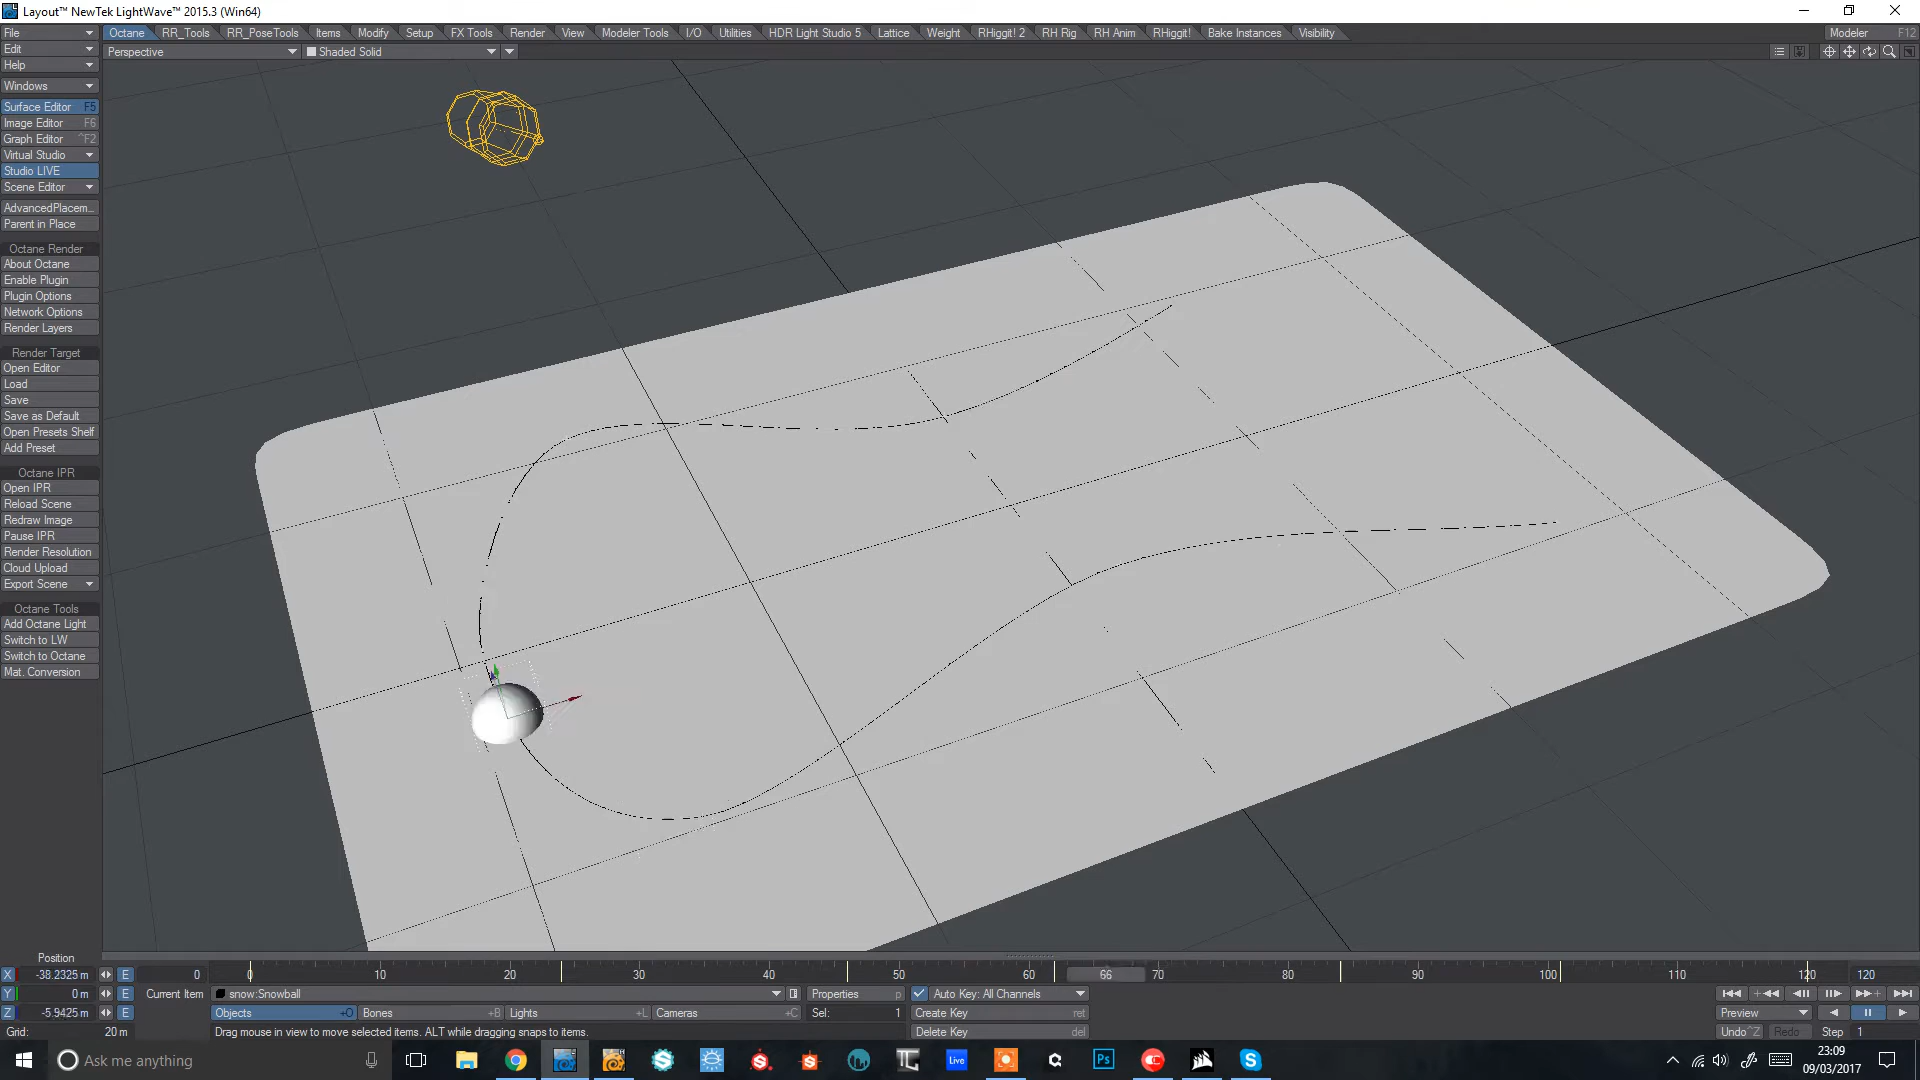 Layout™ NewTek LightWave™ 2015.3 (Win64)
File Octane RR_Tools RR_PoseTools Items Modify Setup FX Tools Render View Modeler Tools I/O Utilities HDR Light Studio 5 Lattice Weight RHiggit! 2 RH Rig RH Anim RHiggit! Bake Instances Visibility Modeler F12
Edit Perspective Shaded Solid
Help
Windows
Surface Editor F5
Image Editor F6
Graph Editor ^F2
Virtual Studio
Studio LIVE
Scene Editor
AdvancedPlacem...
Parent in Place
Octane Render
About Octane
Enable Plugin
Plugin Options
Network Options
Render Layers
Render Target
Open Editor
Load
Save
Save as Default
Open Presets Shelf
Add Preset
Octane IPR
Open IPR
Reload Scene
Redraw Image
Pause IPR
Render Resolution
Cloud Upload
Export Scene
Octane Tools
Add Octane Light
Switch to LW
Switch to Octane
Mat. Conversion
Position
X -38.2325 m E 0 0 10 20 30 40 50 60 66 70 80 90 100 110 120 120
Y 0 m E Current Item snow:Snowball Properties p Auto Key: All Channels
Z -5.9425 m E Objects +O Bones +B Lights +L Cameras +C Sel: 1 Create Key ret Preview
Grid: 20 m Drag mouse in view to move selected items. ALT while dragging snaps to items. Delete Key del Undo ^Z Redo Step 1
Ask me anything Live Ps 23:09
09/03/2017